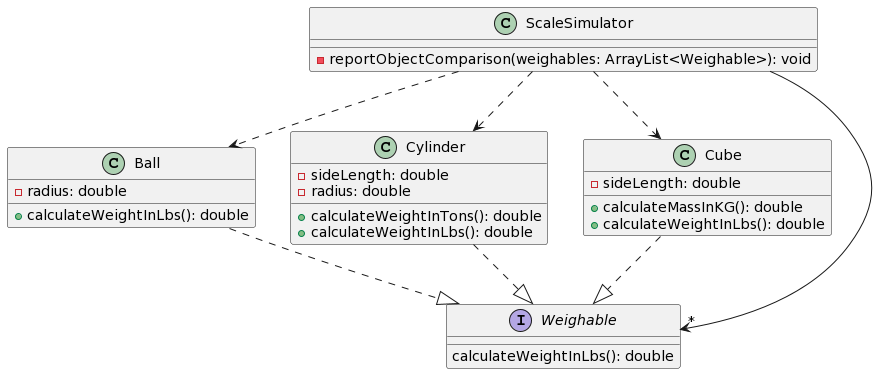 C ScaleSimulator
reportObjectComparison(weighables: ArrayList<Weighable>): void
C Ball
radius: double
calculateWeightInLbs(): double
C Cylinder
sideLength: double
radius: double
calculateWeightInTons(): double
calculateWeightInLbs(): double
C Cube
sideLength: double
calculateMassInKG(): double
calculateWeightInLbs(): double
*
I Weighable
calculateWeightInLbs(): double